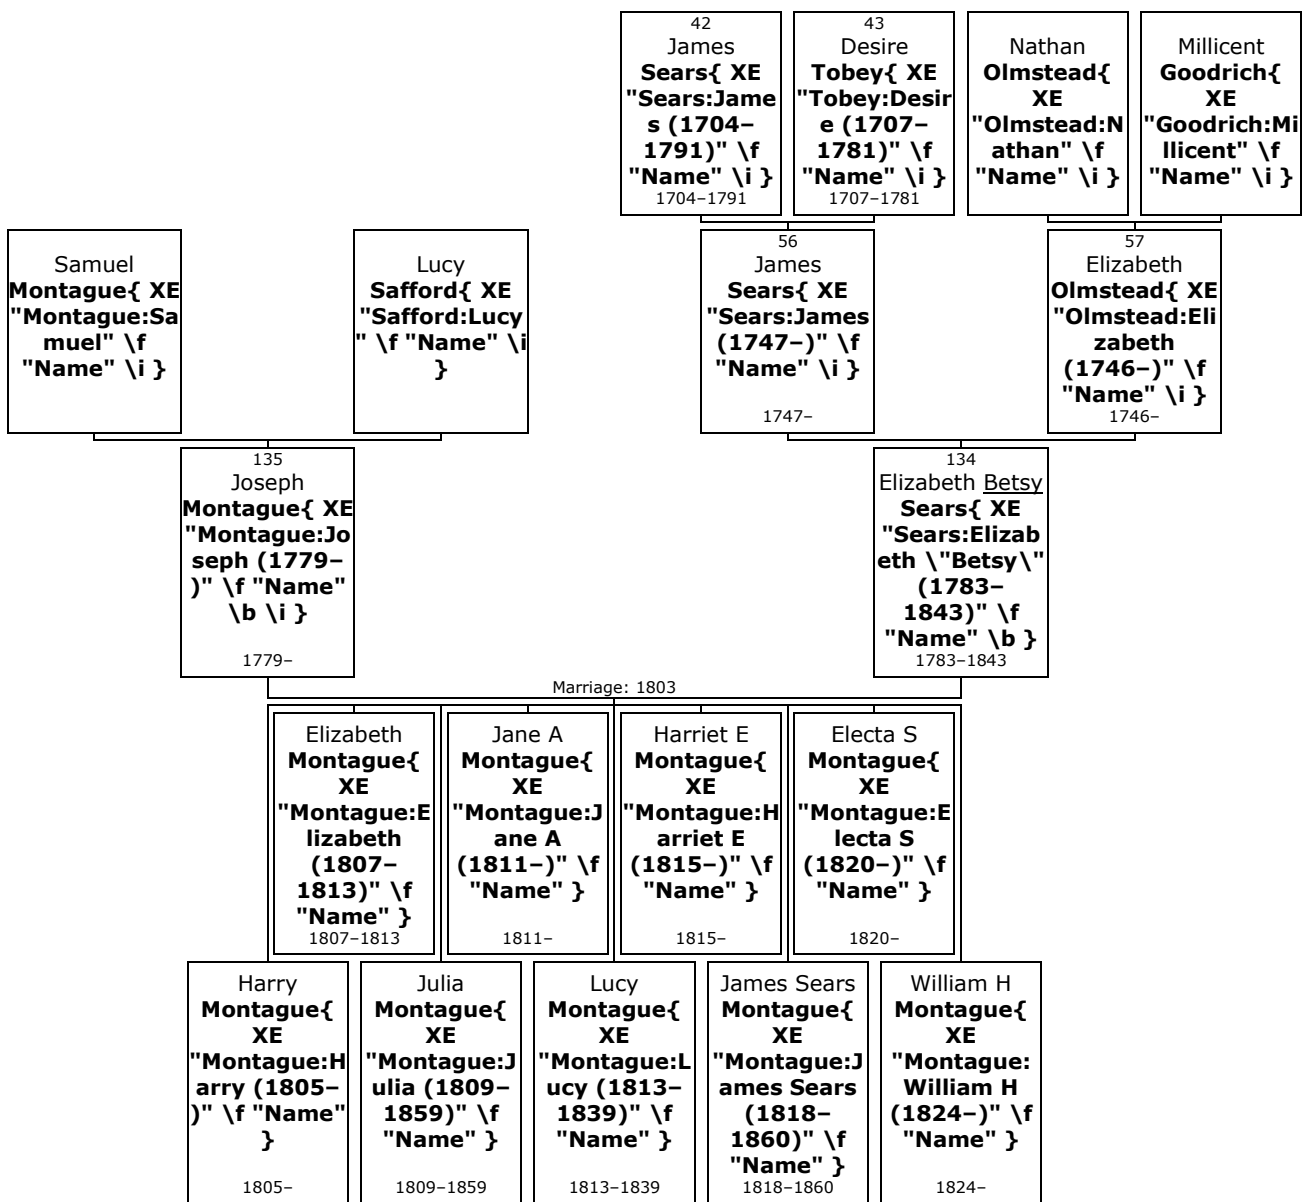 42
James
Sears{ XE
"Sears:Jame
s (1704–
1791)" \f
"Name" \i }
1704–1791
43
Desire
Tobey{ XE
"Tobey:Desir
e (1707–
1781)" \f
"Name" \i }
1707–1781
Nathan
Olmstead{
XE
"Olmstead:N
athan" \f
"Name" \i }
Millicent
Goodrich{
XE
"Goodrich:Mi
llicent" \f
"Name" \i }
Samuel
Montague{ XE
"Montague:Sa
muel" \f
"Name" \i }
Lucy
Safford{ XE
"Safford:Lucy
" \f "Name" \i
}
56
James
Sears{ XE
"Sears:James
(1747–)" \f
"Name" \i }
1747–
57
Elizabeth
Olmstead{ XE
"Olmstead:Eli
zabeth
(1746–)" \f
"Name" \i }
1746–
135
Joseph
Montague{ XE
"Montague:Jo
seph (1779–
)" \f "Name"
\b \i }
1779–
134
Elizabeth Betsy
Sears{ XE
"Sears:Elizab
eth \"Betsy\"
(1783–
1843)" \f
"Name" \b }
1783–1843
Marriage: 1803
Elizabeth
Montague{
XE
"Montague:E
lizabeth
(1807–
1813)" \f
"Name" }
1807–1813
Jane A
Montague{
XE
"Montague:J
ane A
(1811–)" \f
"Name" }
1811–
Harriet E
Montague{
XE
"Montague:H
arriet E
(1815–)" \f
"Name" }
1815–
Electa S
Montague{
XE
"Montague:E
lecta S
(1820–)" \f
"Name" }
1820–
Harry
Montague{
XE
"Montague:H
arry (1805–
)" \f "Name"
}
1805–
Julia
Montague{
XE
"Montague:J
ulia (1809–
1859)" \f
"Name" }
1809–1859
Lucy
Montague{
XE
"Montague:L
ucy (1813–
1839)" \f
"Name" }
1813–1839
James Sears
Montague{
XE
"Montague:J
ames Sears
(1818–
1860)" \f
"Name" }
1818–1860
William H
Montague{
XE
"Montague:
William H
(1824–)" \f
"Name" }
1824–